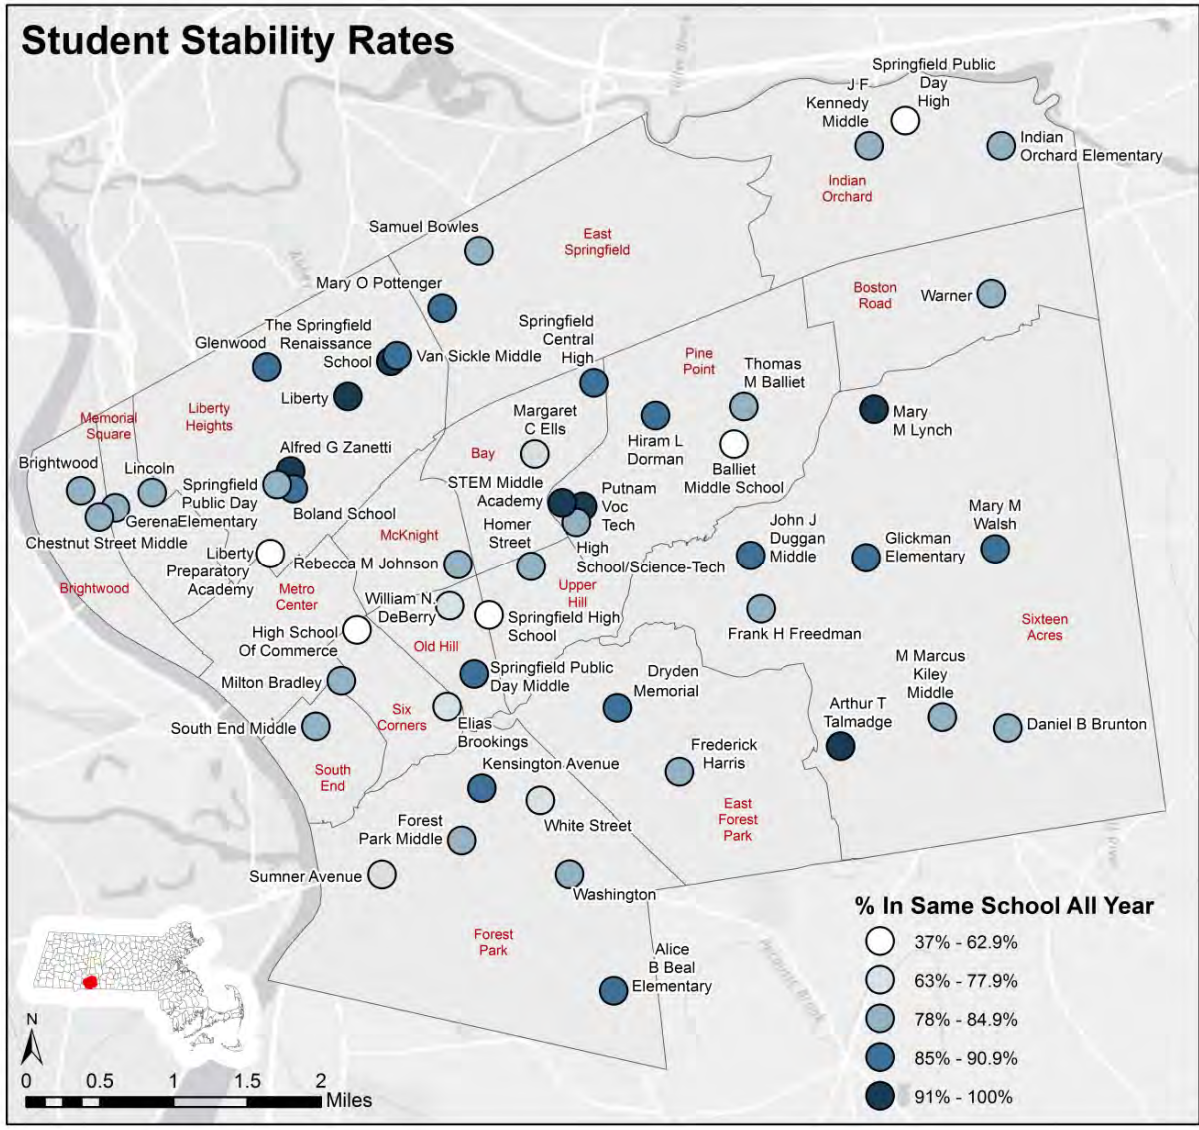 Student Stability Rates
Springfield Public
Day
High
J F
Kennedy
Middle
Indian
Orchard Elementary
Indian
Orchard
Samuel Bowles
East
Springfield
Mary O Pottenger
Boston
Road
Warner
The Springfield
Renaissance
School
Glenwood
Van Sickle Middle
Springfield
Central
High
Pine
Point
Thomas
M Balliet
Liberty
Memorial
Square
Liberty
Heights
Margaret
C Ells
Hiram L
Dorman
Mary
M Lynch
Alfred G Zanetti
Bay
Balliet
Middle School
Brightwood
Lincoln
Springfield
Public Day
Elementary
Gerena
Chestnut Street Middle
Boland School
STEM Middle
Academy
Putnam
Voc
Tech
Homer
Street
High
School/Science-Tech
McKnight
John J
Duggan
Middle
Glickman
Elementary
Mary M
Walsh
Liberty
Preparatory
Academy
Rebecca M Johnson
Brightwood
Metro
Center
William N
DeBerry
Upper
Hill
Springfield High
School
High School
Of Commerce
Old Hill
Frank H Freedman
Sixteen
Acres
Milton Bradley
Springfield Public
Day Middle
Dryden
Memorial
M Marcus
Kiley
Middle
Arthur T
Talmadge
Daniel B Brunton
South End Middle
Six
Corners
Elias
Brookings
South
End
Kensington Avenue
Frederick
Harris
White Street
East
Forest
Park
Forest
Park Middle
Sumner Avenue
Washington
Forest
Park
Alice
B Beal
Elementary
% In Same School All Year
37% - 62.9%
63% - 77.9%
78% - 84.9%
85% - 90.9%
91% - 100%
N
0 0.5 1 1.5 2
Miles